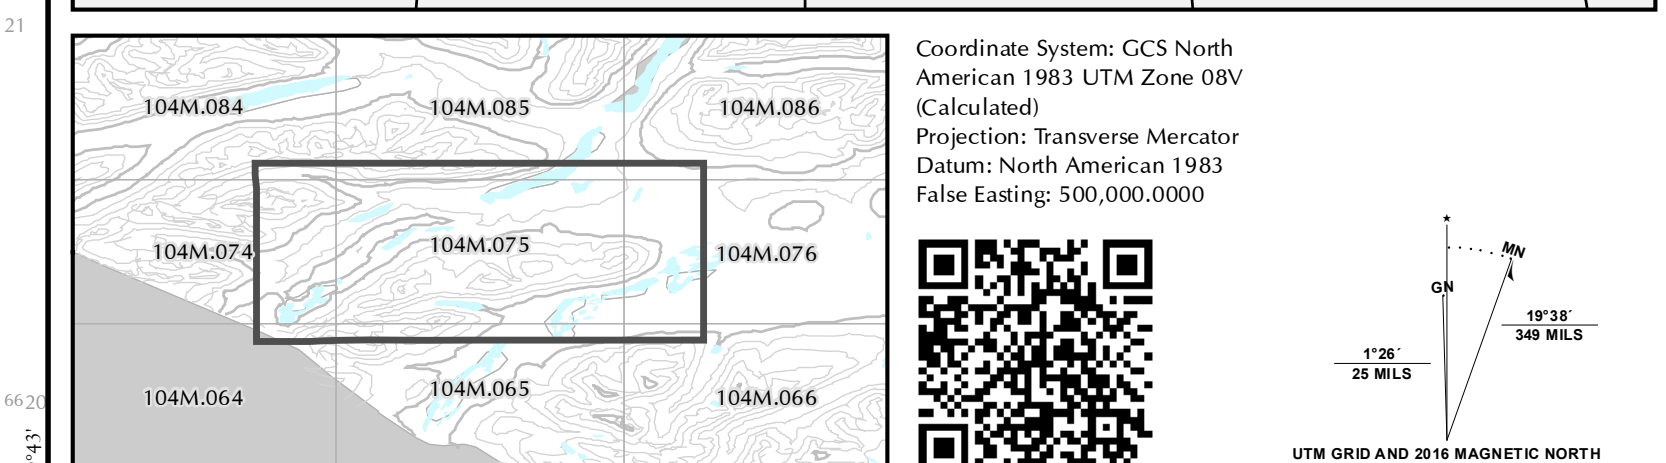 21
104M.084
104M.085
104M.086
104M.074
104M.075
104M.076
104M.064
104M.065
104M.066
6620
°43'
Coordinate System: GCS North
American 1983 UTM Zone 08V
(Calculated)
Projection: Transverse Mercator
Datum: North American 1983
False Easting: 500,000.0000
MN
GN
19°38´
349 MILS
1°26´
25 MILS
UTM GRID AND 2016 MAGNETIC NORTH